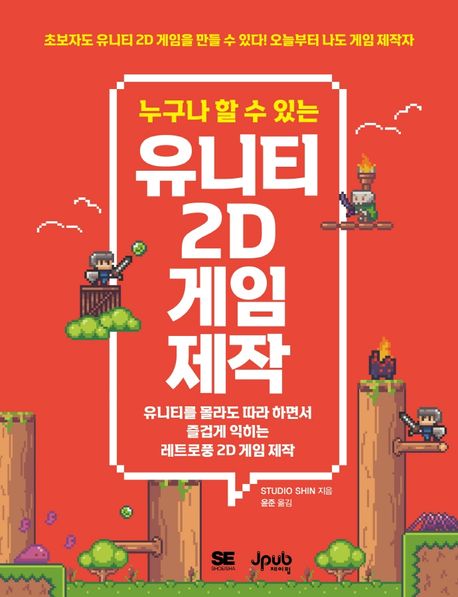 초보자도 유니티 2D 게임을 만들 수 있다! 오늘부터 나도 게임 제작자
누구나 할 수 있는
유니티
2D
게임
제작
유니티를 몰라도 따라 하면서
즐겁게 익히는
레트로풍 2D 게임 제작
STUDIO SHIN 지음
윤준 옮김
SE
SHOEISHA
Jpub
제이펍